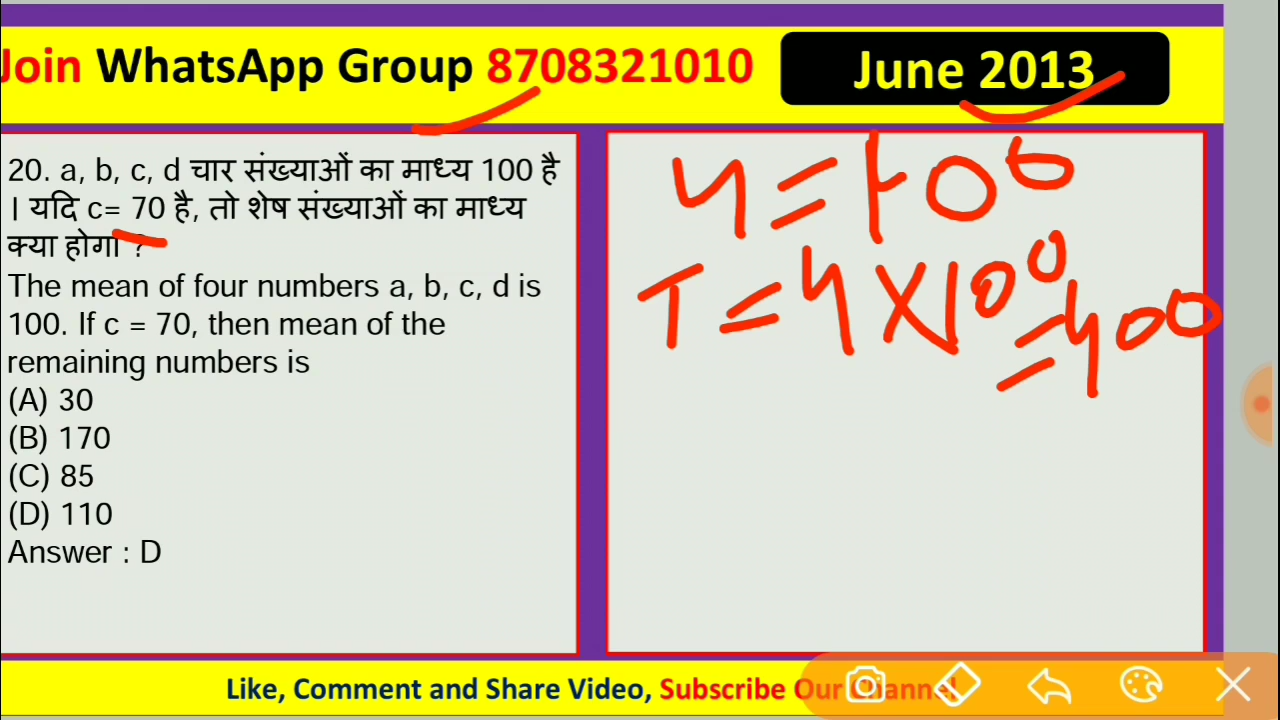 Join WhatsApp Group 8708321010
June 2013
20. a, b, c, d चार संख्याओं का माध्य 100 है
। यदि c= 70 है, तो शेष संख्याओं का माध्य
क्या होगा ?
The mean of four numbers a, b, c, d is
100. If c = 70, then mean of the
remaining numbers is
(A) 30
(B) 170
(C) 85
(D) 110
Answer : D
4 = 100
T = 4 X 100
= 400
Like, Comment and Share Video, Subscribe Our Channel